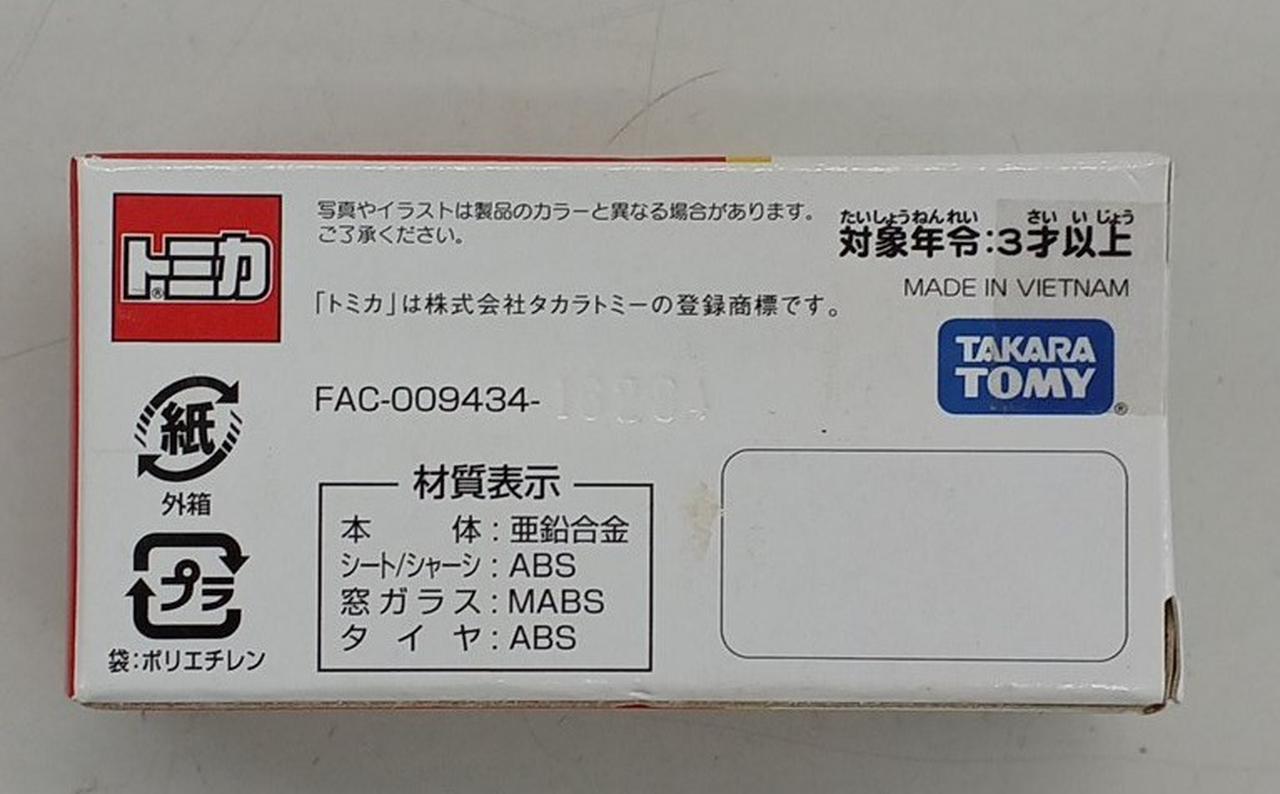 トミカ®
写真やイラストは製品のカラーと異なる場合があります。
ご了承ください。
「トミカ」は株式会社タカラトミーの登録商標です。
FAC-009434-
たいしょうねんれい さい い じょう
対象年令:3才以上
MADE IN VIETNAM
TAKARA
TOMY®
紙
外箱
プラ
袋:ポリエチレン
材質表示
本体:亜鉛合金
シート/シャーシ:ABS
窓ガラス:MABS
タイヤ:ABS